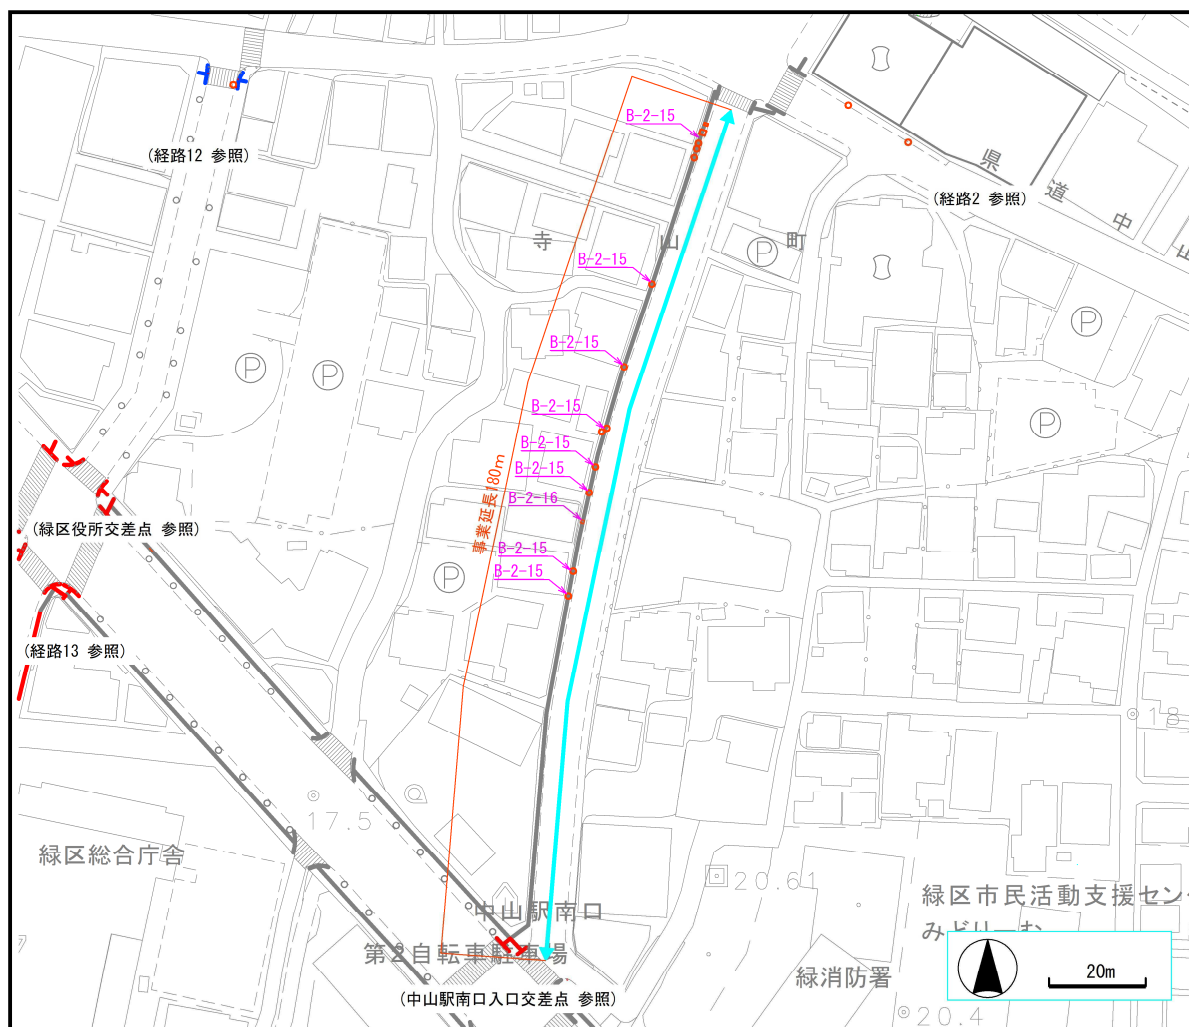 B-2-15
(経路12 参照)
県道中山
(経路2 参照)
寺山町
P
B-2-15
P
B-2-15
P
P
B-2-15
P
B-2-15
B-2-15
事業延長180m
B-2-16
(緑区役所交差点 参照)
B-2-15
P
B-2-15
(経路13 参照)
18
17.5
緑区総合庁舎
20.61
緑区市民活動支援セン
みどりーむ
中山駅南口
第2自転車駐車場
緑消防署
20m
(中山駅南口入口交差点 参照)
20.4